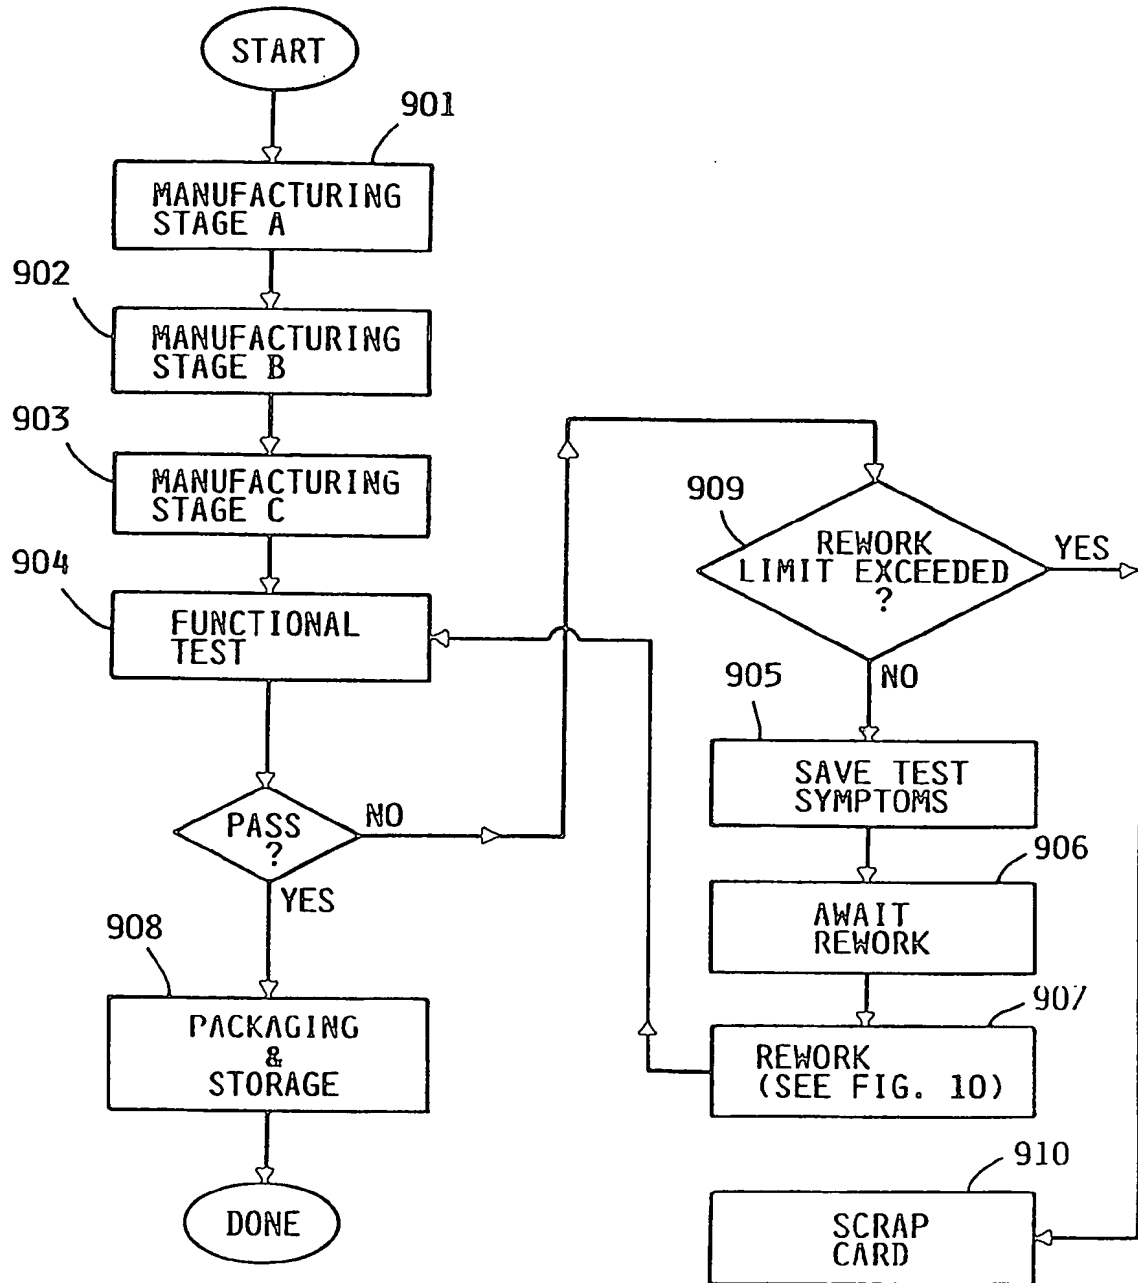 START
901
MANUFACTURING
STAGE A
902
MANUFACTURING
STAGE B
903
MANUFACTURING
STAGE C
904
FUNCTIONAL
TEST
PASS
?
NO
YES
908
PACKAGING
&
STORAGE
DONE
909
REWORK
LIMIT EXCEEDED
?
YES
NO
905
SAVE TEST
SYMPTOMS
906
AWAIT
REWORK
907
REWORK
(SEE FIG. 10)
910
SCRAP
CARD